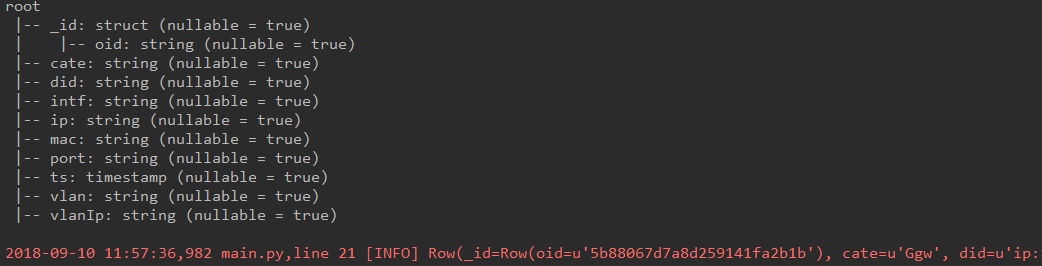 root
 |-- _id: struct (nullable = true)
 |    |-- oid: string (nullable = true)
 |-- cate: string (nullable = true)
 |-- did: string (nullable = true)
 |-- intf: string (nullable = true)
 |-- ip: string (nullable = true)
 |-- mac: string (nullable = true)
 |-- port: string (nullable = true)
 |-- ts: timestamp (nullable = true)
 |-- vlan: string (nullable = true)
 |-- vlanIp: string (nullable = true)
2018-09-10 11:57:36,982 main.py,line 21 [INFO] Row(_id=Row(oid=u'5b88067d7a8d259141fa2b1b'), cate=u'Ggw', did=u'ip: